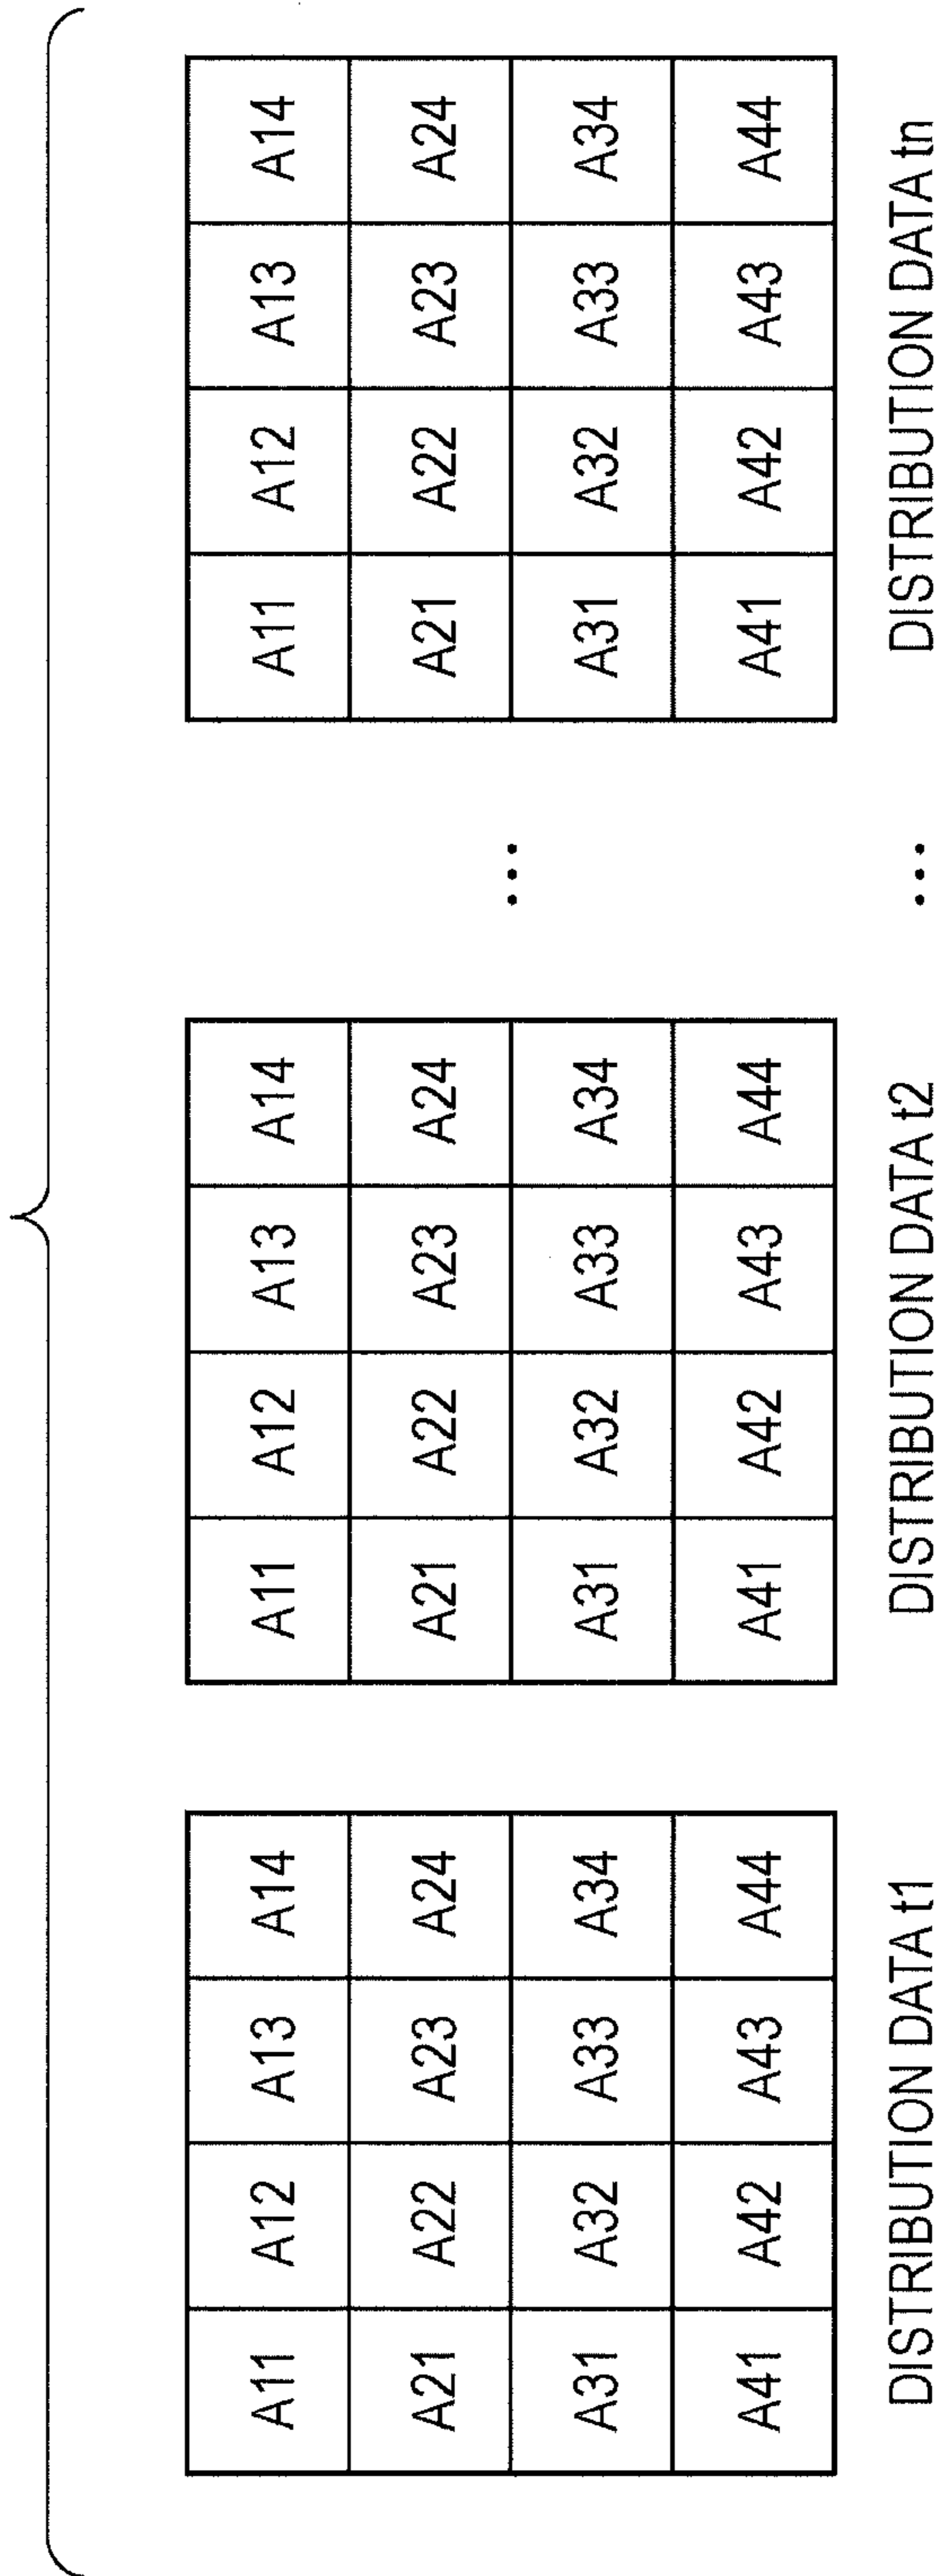 A11 A12 A13 A14
A21 A22 A23 A24
A31 A32 A33 A34
A41 A42 A43 A44
DISTRIBUTION DATA t1
A11 A12 A13 A14
A21 A22 A23 A24
A31 A32 A33 A34
A41 A42 A43 A44
DISTRIBUTION DATA t2
...
...
A11 A12 A13 A14
A21 A22 A23 A24
A31 A32 A33 A34
A41 A42 A43 A44
DISTRIBUTION DATA tn